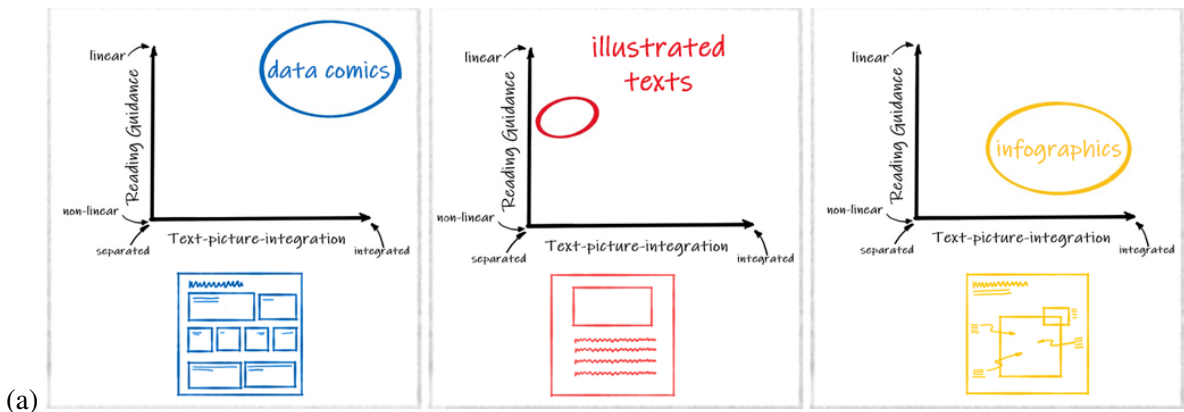 linear
data comics
Reading Guidance
non-linear
separated
Text-picture-integration
integrated
illustrated
texts
linear
Reading Guidance
non-linear
separated
Text-picture-integration
integrated
linear
infographics
Reading Guidance
non-linear
separated
Text-picture-integration
integrated
(a)